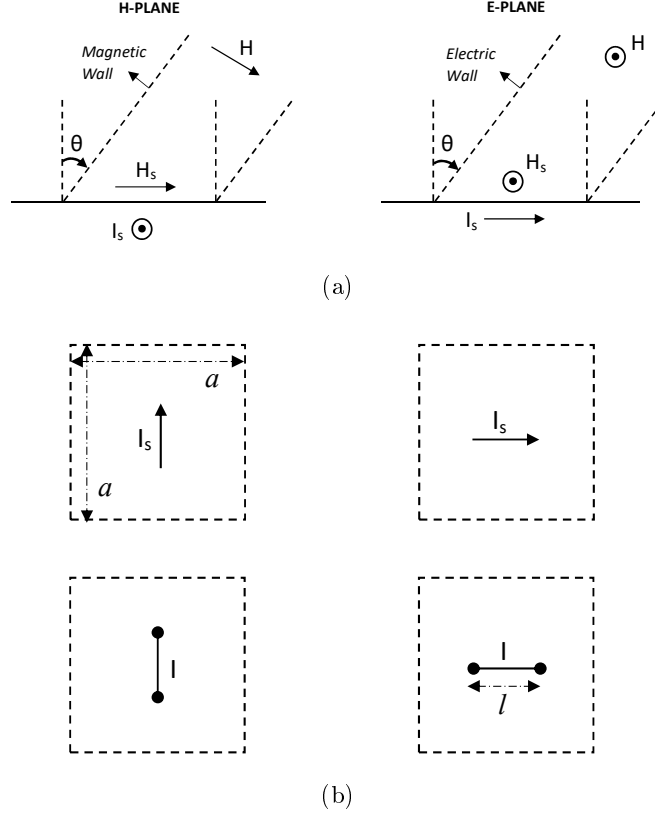 H-PLANE
E-PLANE
Magnetic
Wall
H
Electric
Wall
H
θ
Hs
Is
θ
Hs
Is
(a)
a
Is
a
Is
I
I
l
(b)